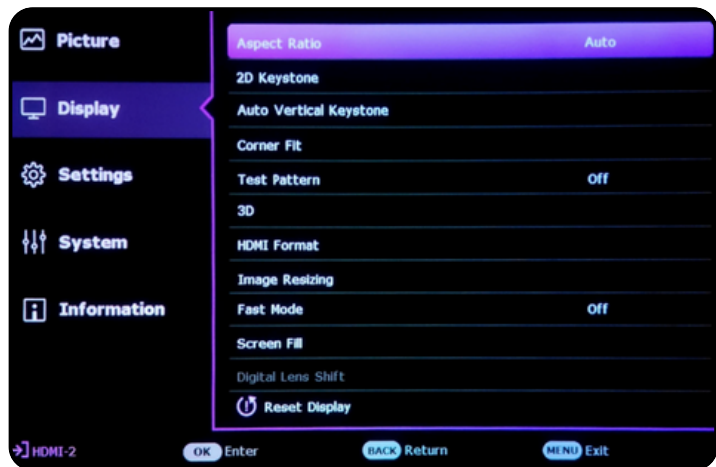 Picture
Display
Settings
System
Information
Aspect Ratio Auto
2D Keystone
Auto Vertical Keystone
Corner Fit
Test Pattern Off
3D
HDMI Format
Image Resizing
Fast Mode Off
Screen Fill
Digital Lens Shift
Reset Display
HDMI-2 OK Enter BACK Return MENU Exit